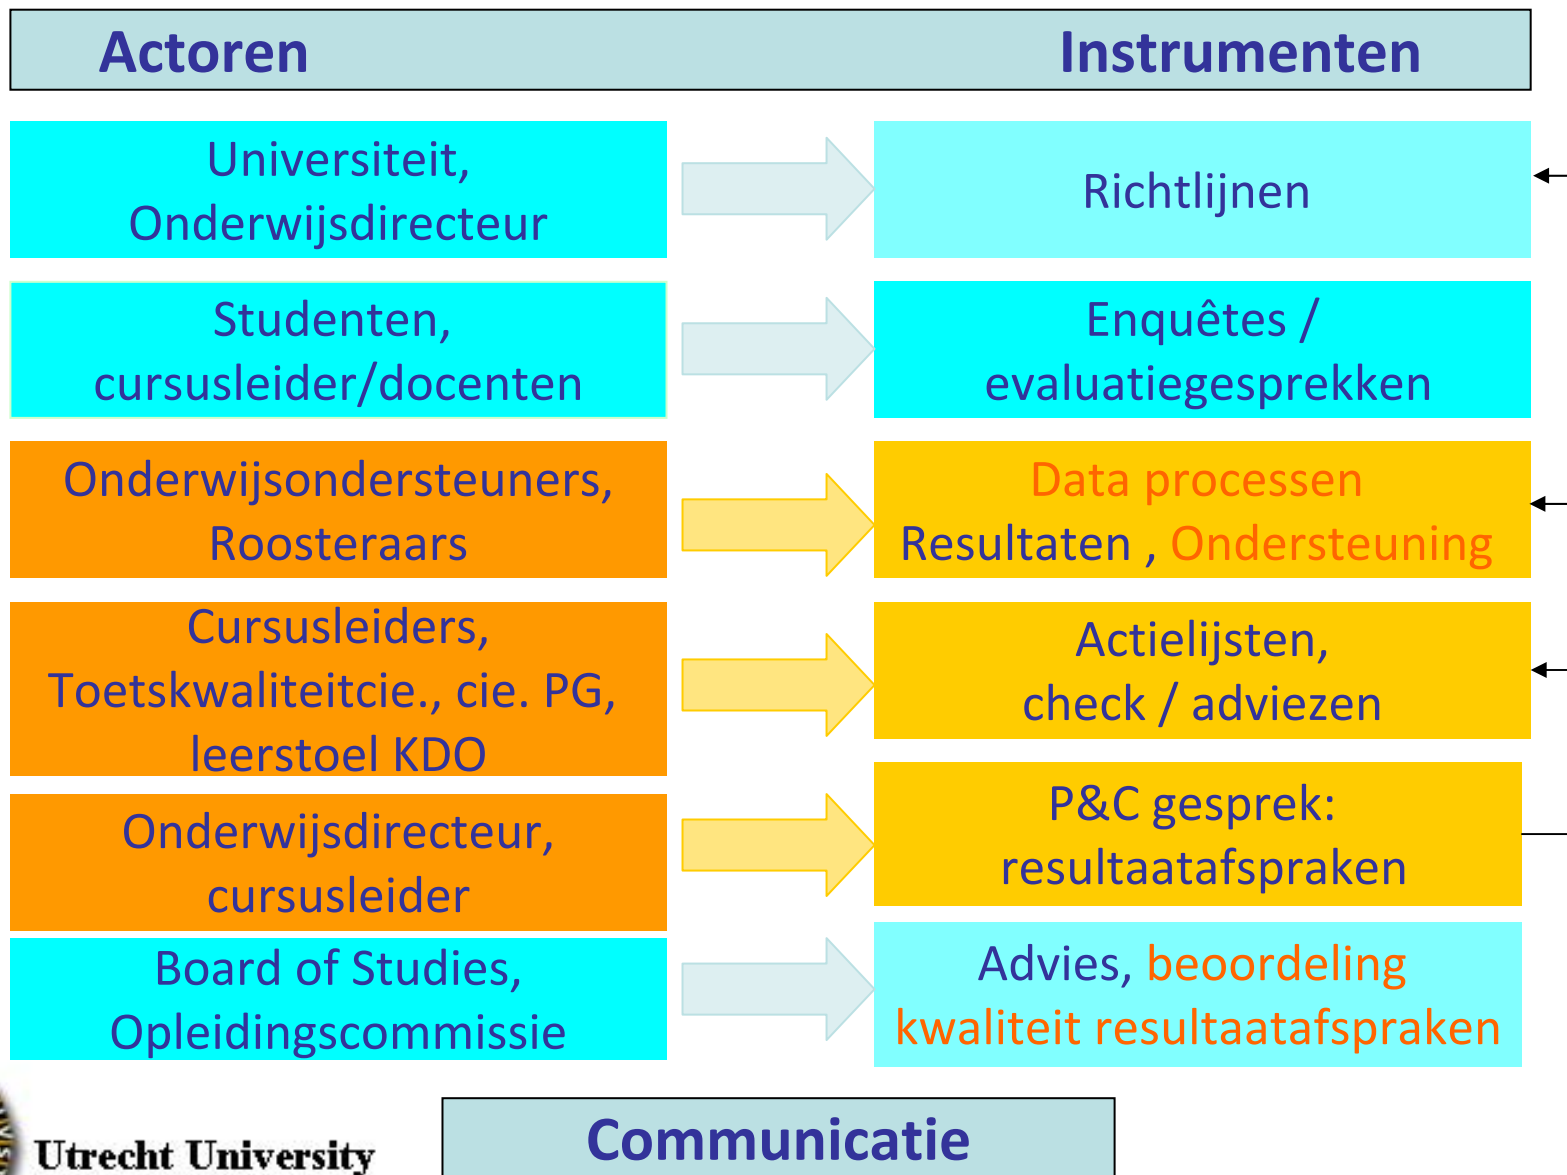 Actoren Instrumenten
Universiteit,
Onderwijsdirecteur
Richtlijnen
Studenten,
cursusleider/docenten
Enquêtes /
evaluatiegesprekken
Onderwijsondersteuners,
Roosteraars
Data processen
Resultaten , Ondersteuning
Cursusleiders,
Toetskwaliteitcie., cie. PG,
leerstoel KDO
Actielijsten,
check / adviezen
Onderwijsdirecteur,
cursusleider
P&C gesprek:
resultaatafspraken
Board of Studies,
Opleidingscommissie
Advies, beoordeling
kwaliteit resultaatafspraken
Utrecht University
Communicatie